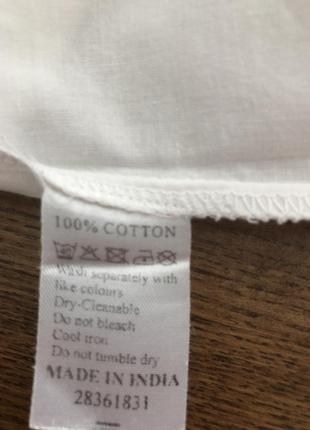 100% COTTON
Wash separately with
like colours
Dry-Cleanable
Do not bleach
Cool iron
Do not tumble dry
MADE IN INDIA
28361831